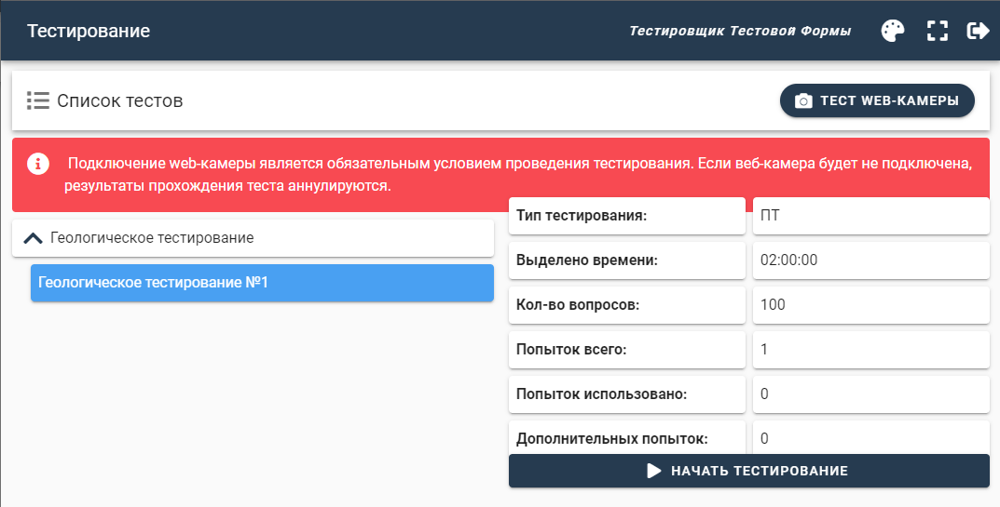 Тестирование
Тестировщик Тестовой Формы
Список тестов
ТЕСТ WEB-КАМЕРЫ
Подключение web-камеры является обязательным условием проведения тестирования. Если веб-камера будет не подключена,
результаты прохождения теста аннулируются.
Геологическое тестирование
Геологическое тестирование №1
Тип тестирования: ПТ
Выделено времени: 02:00:00
Кол-во вопросов: 100
Попыток всего: 1
Попыток использовано: 0
Дополнительных попыток: 0
НАЧАТЬ ТЕСТИРОВАНИЕ